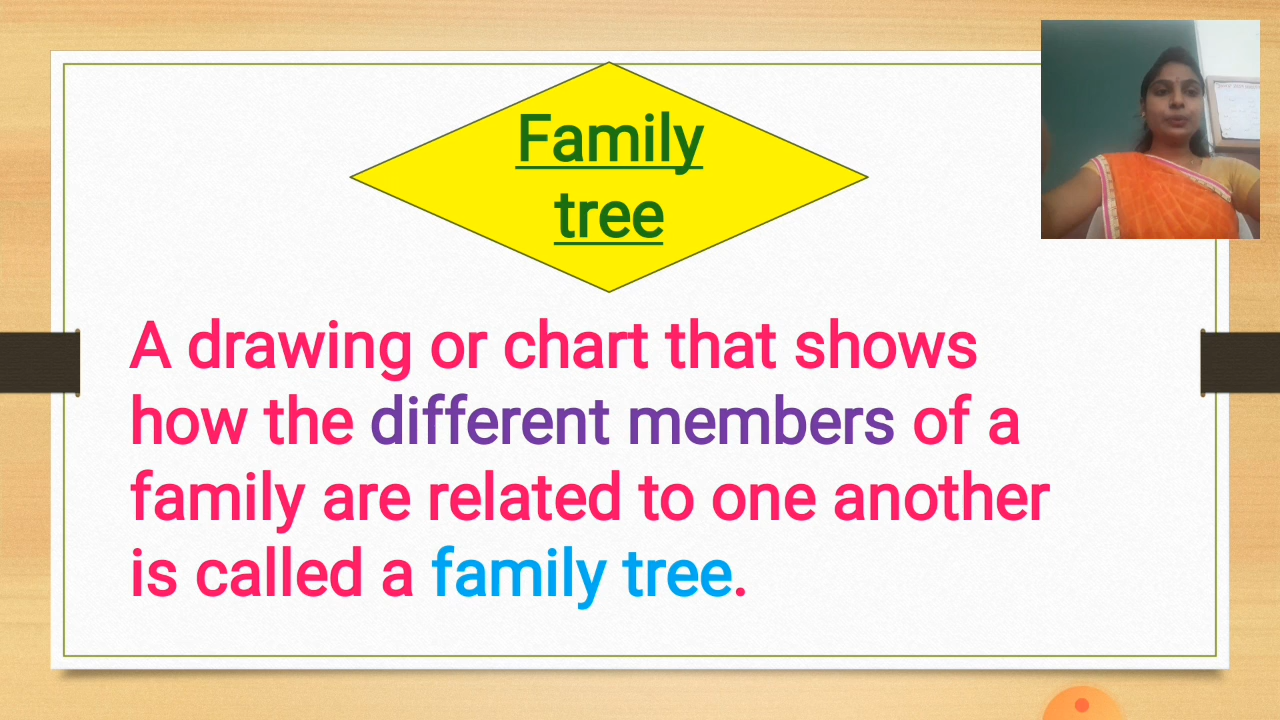 Family
tree
A drawing or chart that shows
how the different members of a
family are related to one another
is called a family tree.